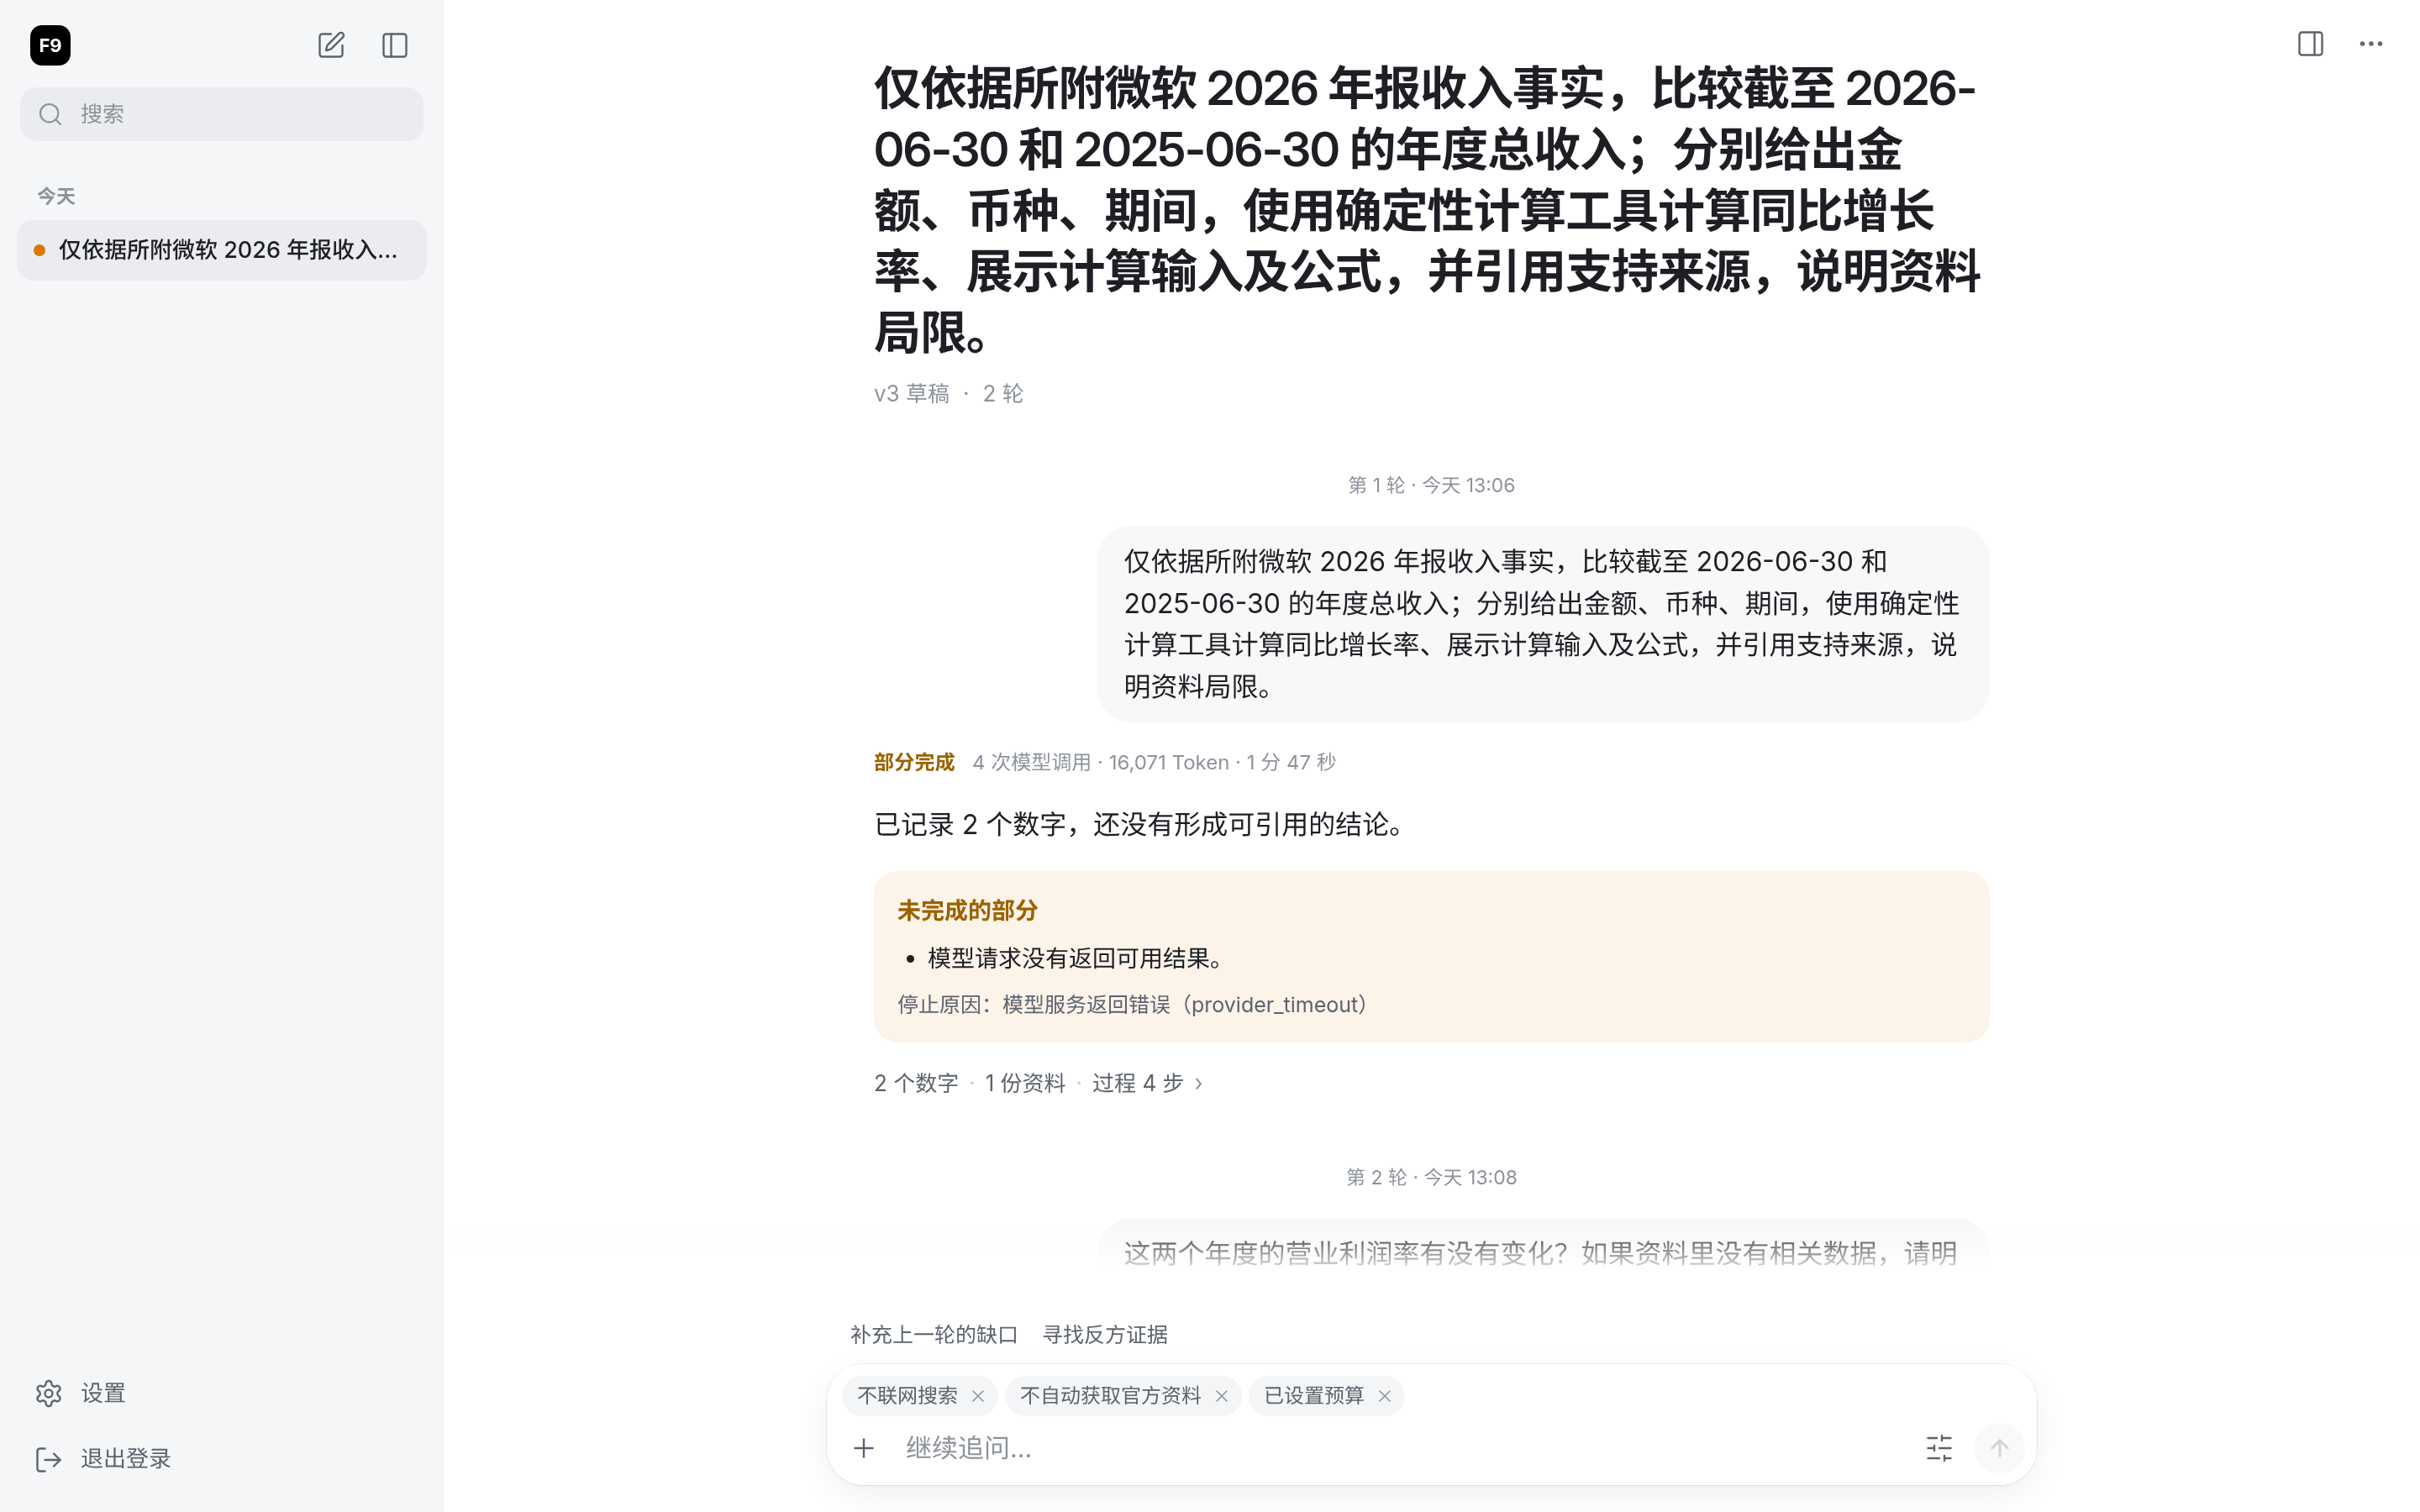 F9
搜索
今天
仅依据所附微软 2026 年报收入...
设置
退出登录
仅依据所附微软 2026 年报收入事实，比较截至 2026-
06-30 和 2025-06-30 的年度总收入；分别给出金
额、币种、期间，使用确定性计算工具计算同比增长
率、展示计算输入及公式，并引用支持来源，说明资料
局限。
v3 草稿 · 2 轮
第 1 轮 · 今天 13:06
仅依据所附微软 2026 年报收入事实，比较截至 2026-06-30 和
2025-06-30 的年度总收入；分别给出金额、币种、期间，使用确定性
计算工具计算同比增长率、展示计算输入及公式，并引用支持来源，说
明资料局限。
部分完成 4 次模型调用 · 16,071 Token · 1 分 47 秒
已记录 2 个数字，还没有形成可引用的结论。
未完成的部分
• 模型请求没有返回可用结果。
停止原因：模型服务返回错误（provider_timeout）
2 个数字 · 1 份资料 · 过程 4 步 ›
第 2 轮 · 今天 13:08
这两个年度的营业利润率有没有变化？如果资料里没有相关数据，请明
补充上一轮的缺口 寻找反方证据
不联网搜索 × 不自动获取官方资料 × 已设置预算 ×
继续追问...